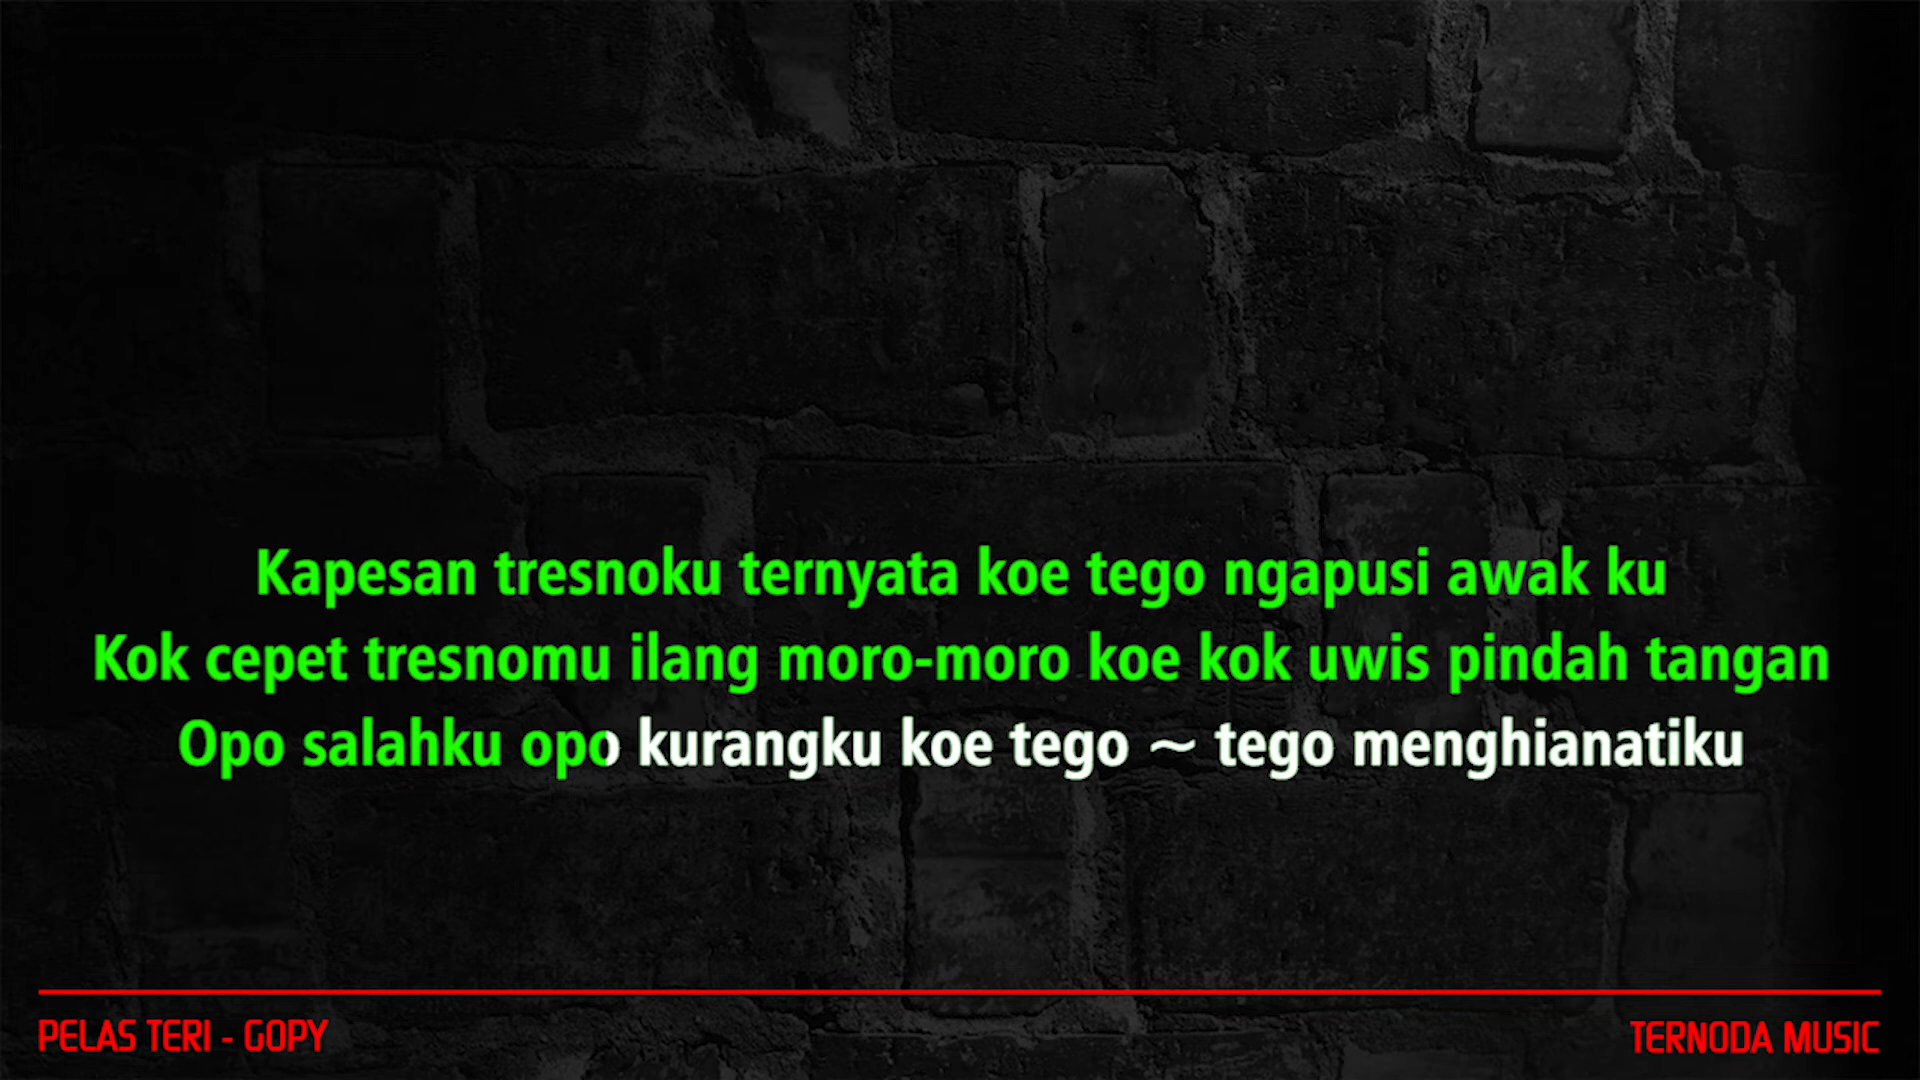 Kapesan tresnoku ternyata koe tego ngapusi awak ku
Kok cepet tresnomu ilang moro-moro koe kok uwis pindah tangan
Opo salahku opo kurangku koe tego ~ tego menghianatiku
PELAS TERI - GOPY
TERNODA MUSIC